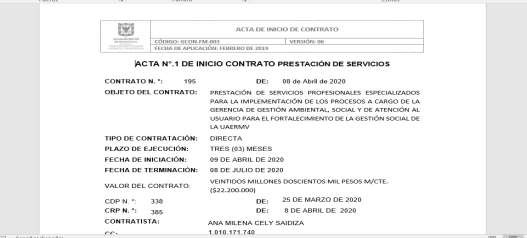 ACTA DE INICIO DE CONTRATO
CÓDIGO: GCON-FM-003 VERSIÓN: 06
FECHA DE APLICACIÓN: FEBRERO DE 2019
ACTA N°.1 DE INICIO CONTRATO PRESTACIÓN DE SERVICIOS
CONTRATO N. °: 195 DE: 08 de Abril de 2020
OBJETO DEL CONTRATO: PRESTACIÓN DE SERVICIOS PROFESIONALES ESPECIALIZADOS
PARA LA IMPLEMENTACIÓN DE LOS PROCESOS A CARGO DE LA
GERENCIA DE GESTIÓN AMBIENTAL, SOCIAL Y DE ATENCIÓN AL
USUARIO PARA EL FORTALECIMIENTO DE LA GESTIÓN SOCIAL DE
LA UAERMV
TIPO DE CONTRATACIÓN: DIRECTA
PLAZO DE EJECUCIÓN: TRES (03) MESES
FECHA DE INICIACIÓN: 09 DE ABRIL DE 2020
FECHA DE TERMINACIÓN: 08 DE JULIO DE 2020
VALOR DEL CONTRATO: VEINTIDOS MILLONES DOSCIENTOS MIL PESOS M/CTE.
($22.200.000)
CDP N. °: 338 DE: 25 DE MARZO DE 2020
CRP N. °: 385 DE: 8 DE ABRIL DE 2020
CONTRATISTA: ANA MILENA CELY SAIDIZA
CC: 1.010.171.740